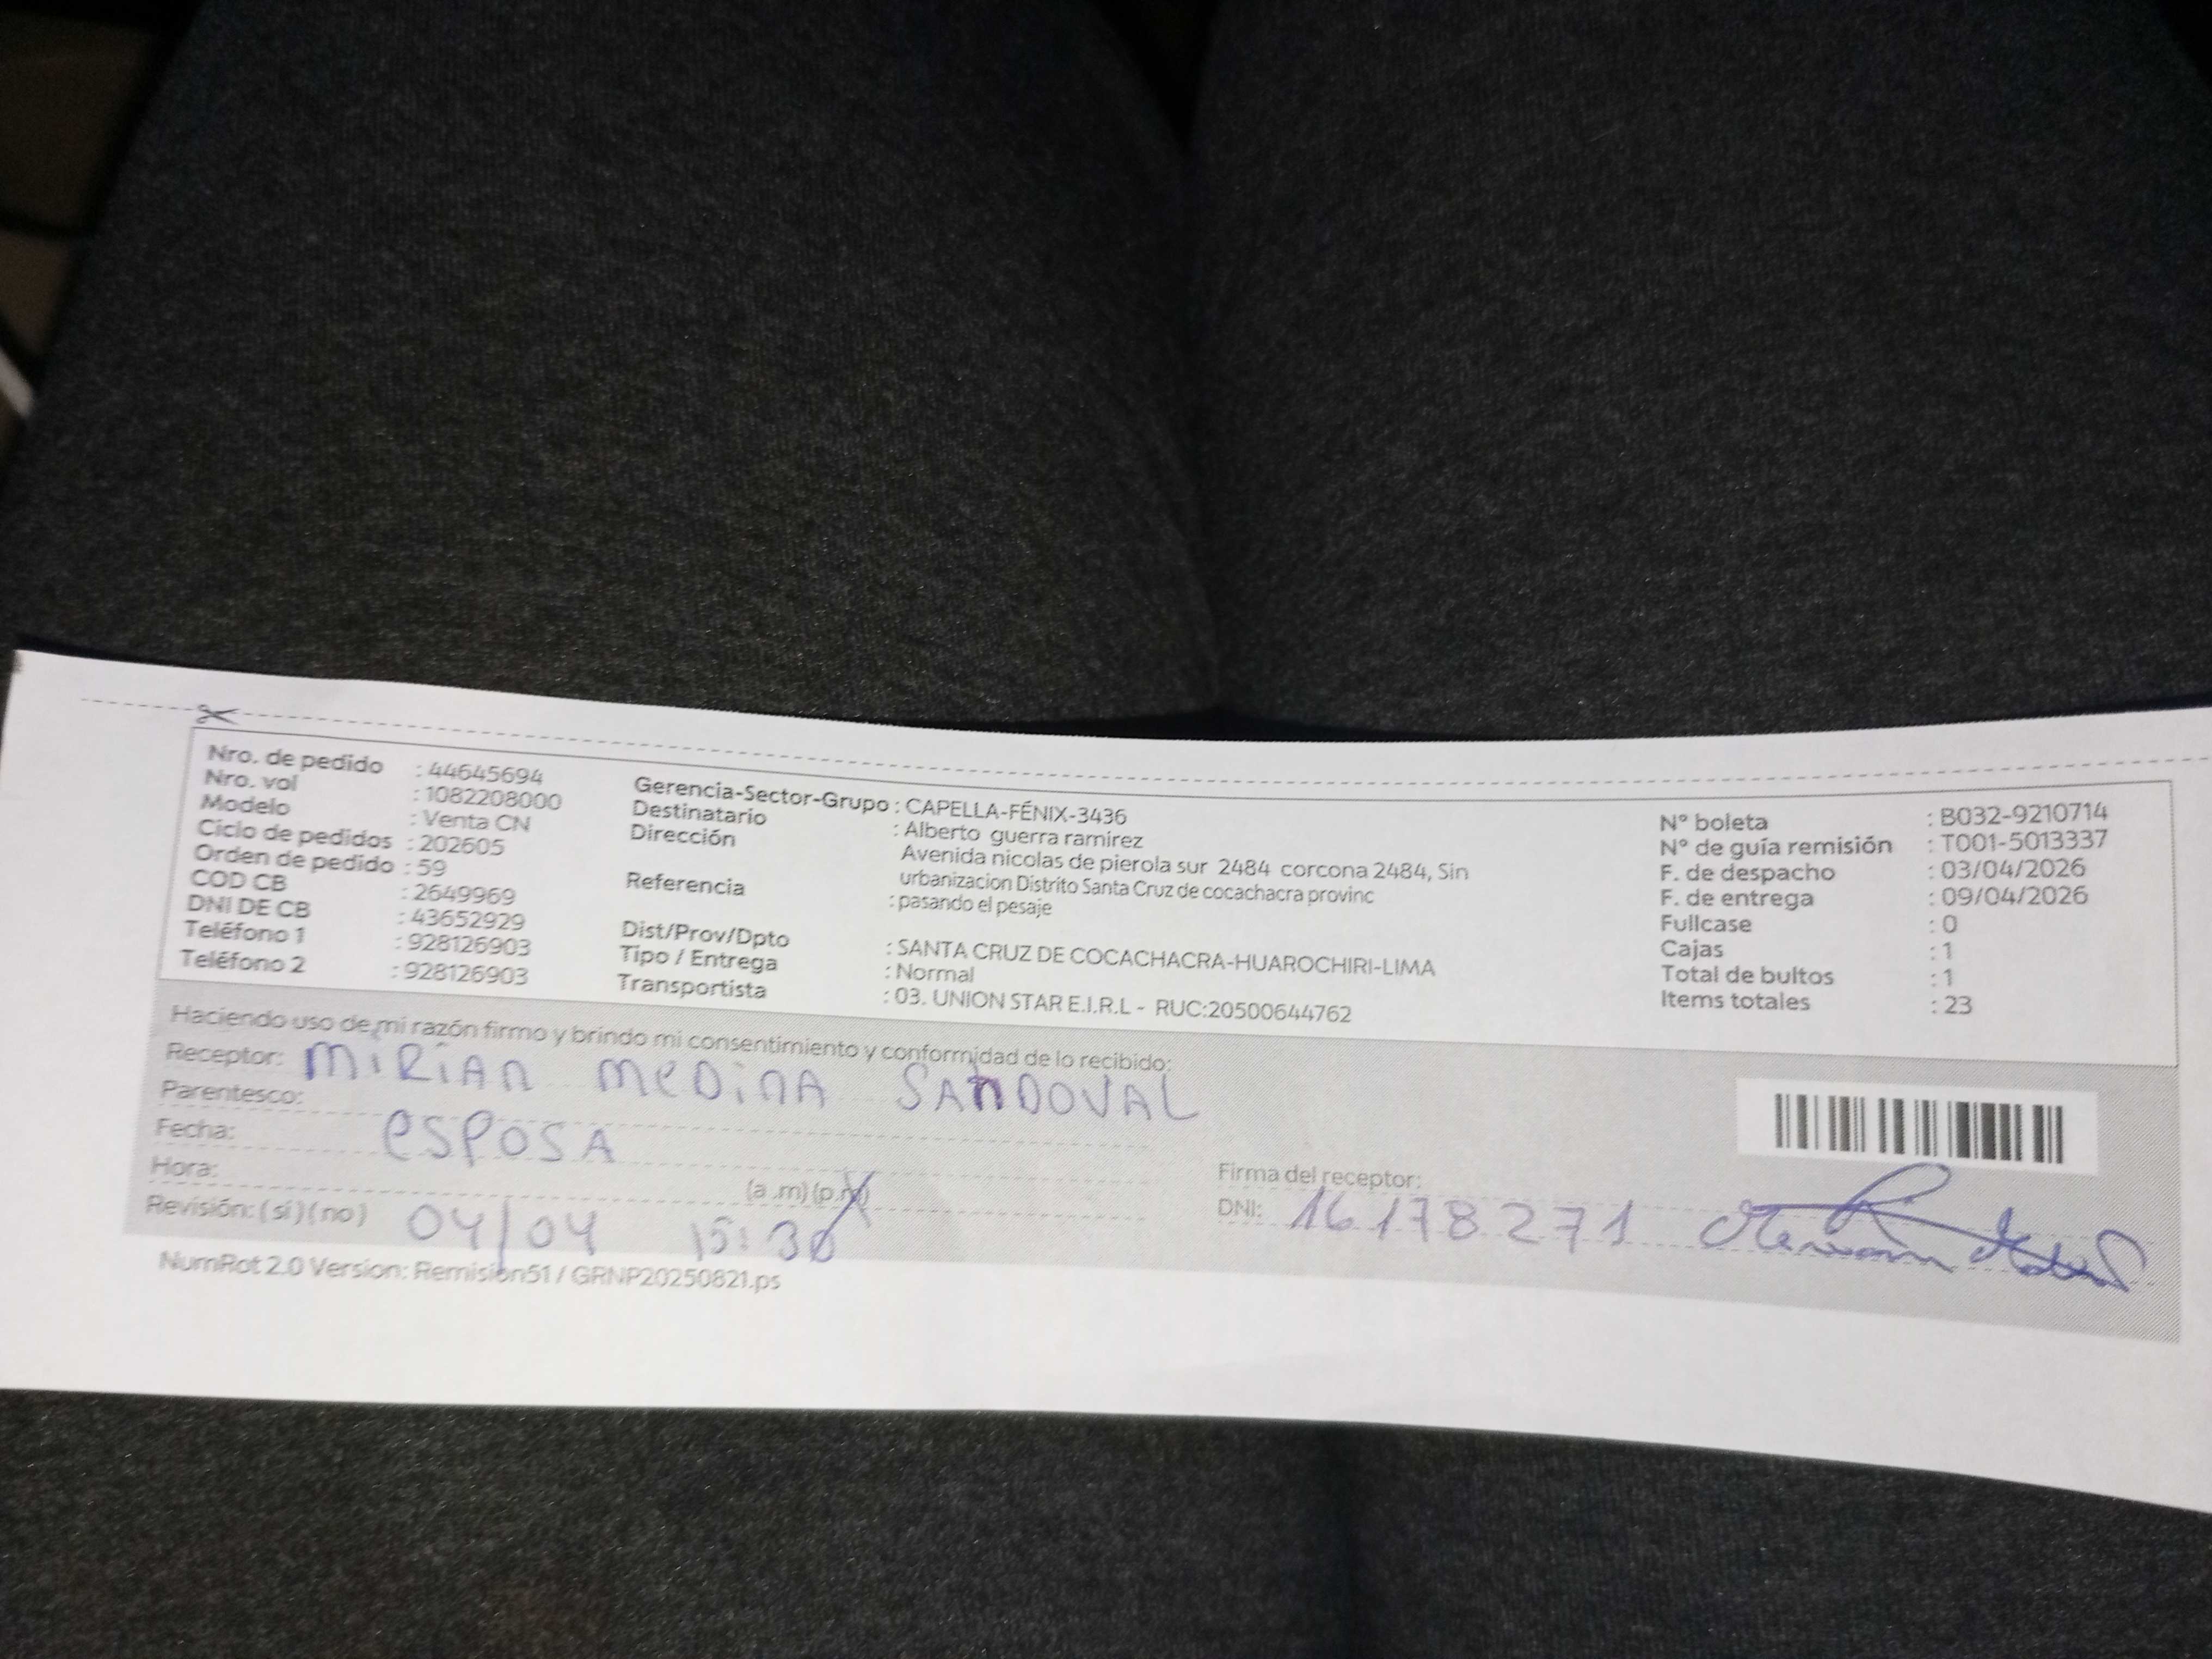 Nro. de pedido : 44645694
Nro. vol : 1082208000
Modelo : Venta CN
Ciclo de pedidos : 202605
Orden de pedido : 59
COD CB : 2649969
DNI DE CB : 43652929
Teléfono 1 : 928126903
Teléfono 2 : 928126903
Gerencia-Sector-Grupo : CAPELLA-FÉNIX-3436
Destinatario : Alberto guerra ramirez
Dirección Avenida nicolas de pierola sur 2484 corcona 2484, Sin
urbanizacion Distrito Santa Cruz de cocachacra provinc
Referencia : pasando el pesaje
Dist/Prov/Dpto : SANTA CRUZ DE COCACHACRA-HUAROCHIRI-LIMA
Tipo / Entrega : Normal
Transportista : 03. UNION STAR E.I.R.L - RUC:20500644762
N° boleta : B032-9210714
N° de guía remisión : T001-5013337
F. de despacho : 03/04/2026
F. de entrega : 09/04/2026
Fullcase : 0
Cajas : 1
Total de bultos : 1
Items totales : 23
Haciendo uso de mi razón firmo y brindo mi consentimiento y conformidad de lo recibido:
Receptor: MiRiAn MeDinA SAnDOVAL
Parentesco: esposA
Fecha:
Hora: (a .m) (p.m)
Revisión: ( sí ) ( no ) 04/04 15:30
Firma del receptor:
DNI: 16178271
NumRot 2.0 Version: Remision51 / GRNP20250821.ps